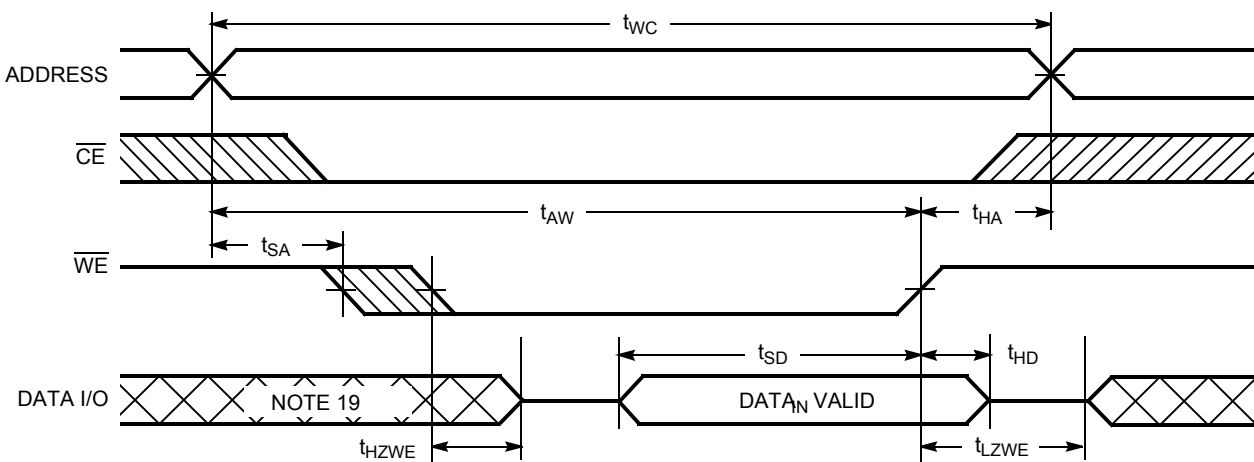 tWC
ADDRESS
CE
tAW
tHA
tSA
WE
tSD
tHD
DATA I/O
NOTE 19
DATAIN VALID
tHZWE
tLZWE